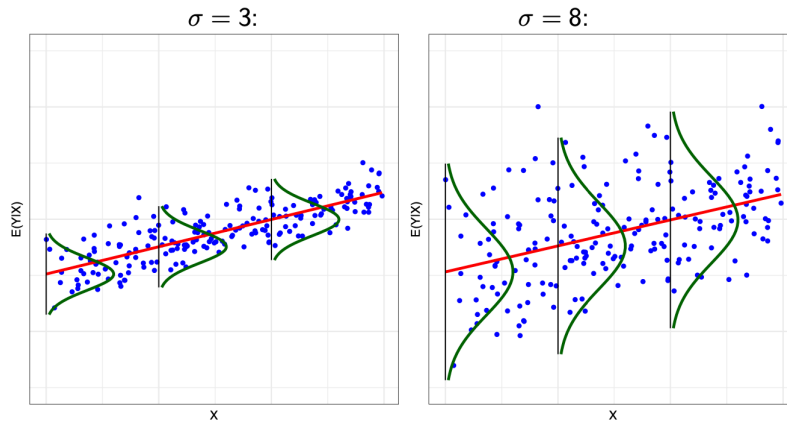 σ = 3:
σ = 8:
E(Y|X)
E(Y|X)
X
X